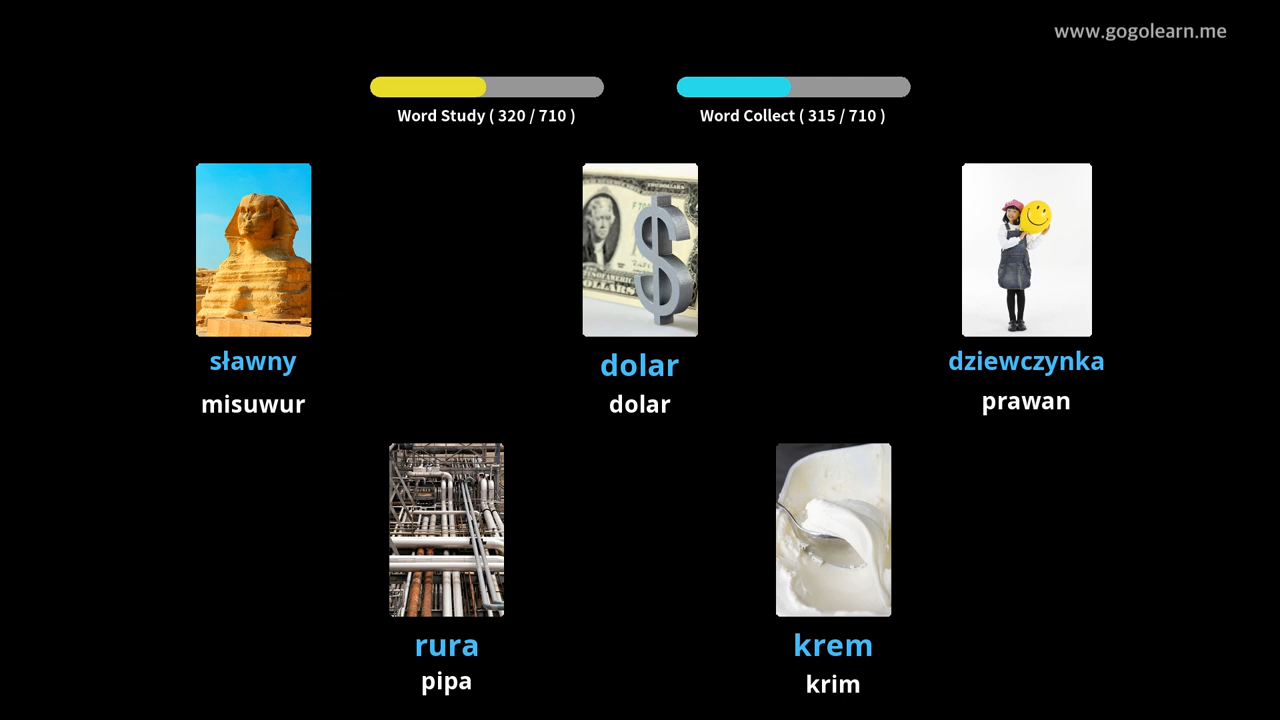 www.gogolearn.me
Word Study ( 320 / 710 )
Word Collect ( 315 / 710 )
sławny
misuwur
dolar
dolar
dziewczynka
prawan
rura
pipa
krem
krim